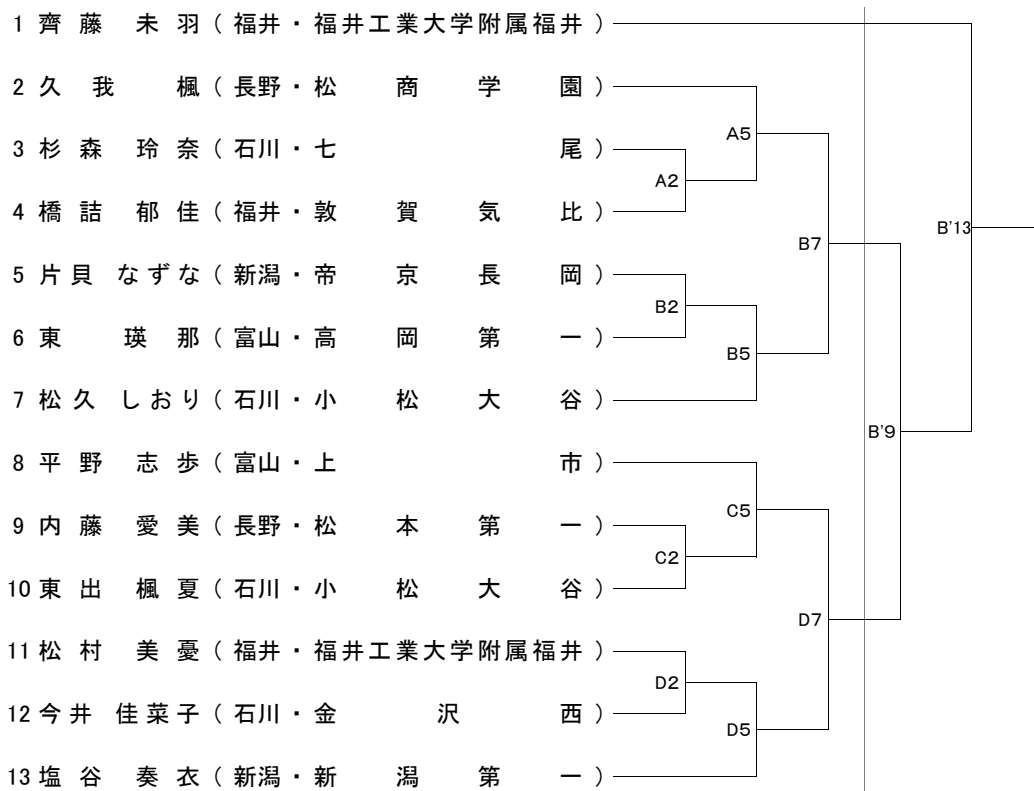 1 齊藤 未羽（福井・福井工業大学附属福井）
2 久我 楓（長野・松商学園）
A5
3 杉森 玲奈（石川・七尾）
A2
4 橋詰 郁佳（福井・敦賀気比）
B'13
B7
5 片貝 なずな（新潟・帝京長岡）
B2
6 東 瑛那（富山・高岡第一）
B5
7 松久 しおり（石川・小松大谷）
B'9
8 平野 志歩（富山・上市）
C5
9 内藤 愛美（長野・松本第一）
C2
10 東出 楓夏（石川・小松大谷）
D7
11 松村 美憂（福井・福井工業大学附属福井）
D2
12 今井 佳菜子（石川・金沢西）
D5
13 塩谷 奏衣（新潟・新潟第一）